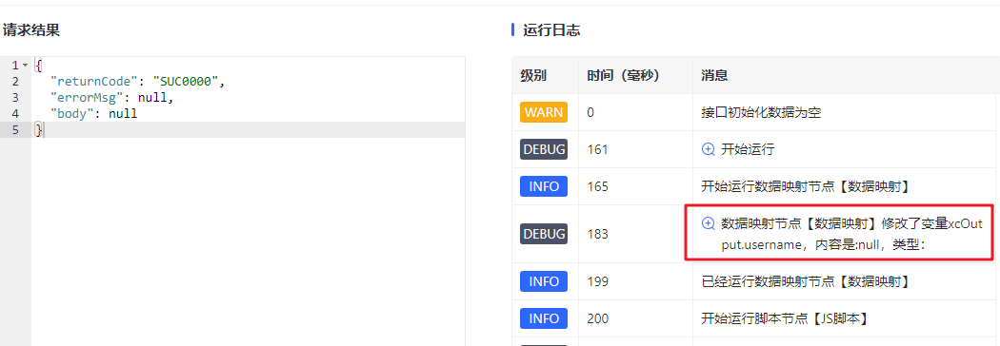 请求结果
1 {
2 "returnCode": "SUC0000",
3 "errorMsg": null,
4 "body": null
5 }
运行日志
级别 时间（毫秒） 消息
WARN 0 接口初始化数据为空
DEBUG 161 开始运行
INFO 165 开始运行数据映射节点【数据映射】
DEBUG 183 数据映射节点【数据映射】修改了变量xcOut
put.username，内容是:null，类型：
INFO 199 已经运行数据映射节点【数据映射】
INFO 200 开始运行脚本节点【JS脚本】